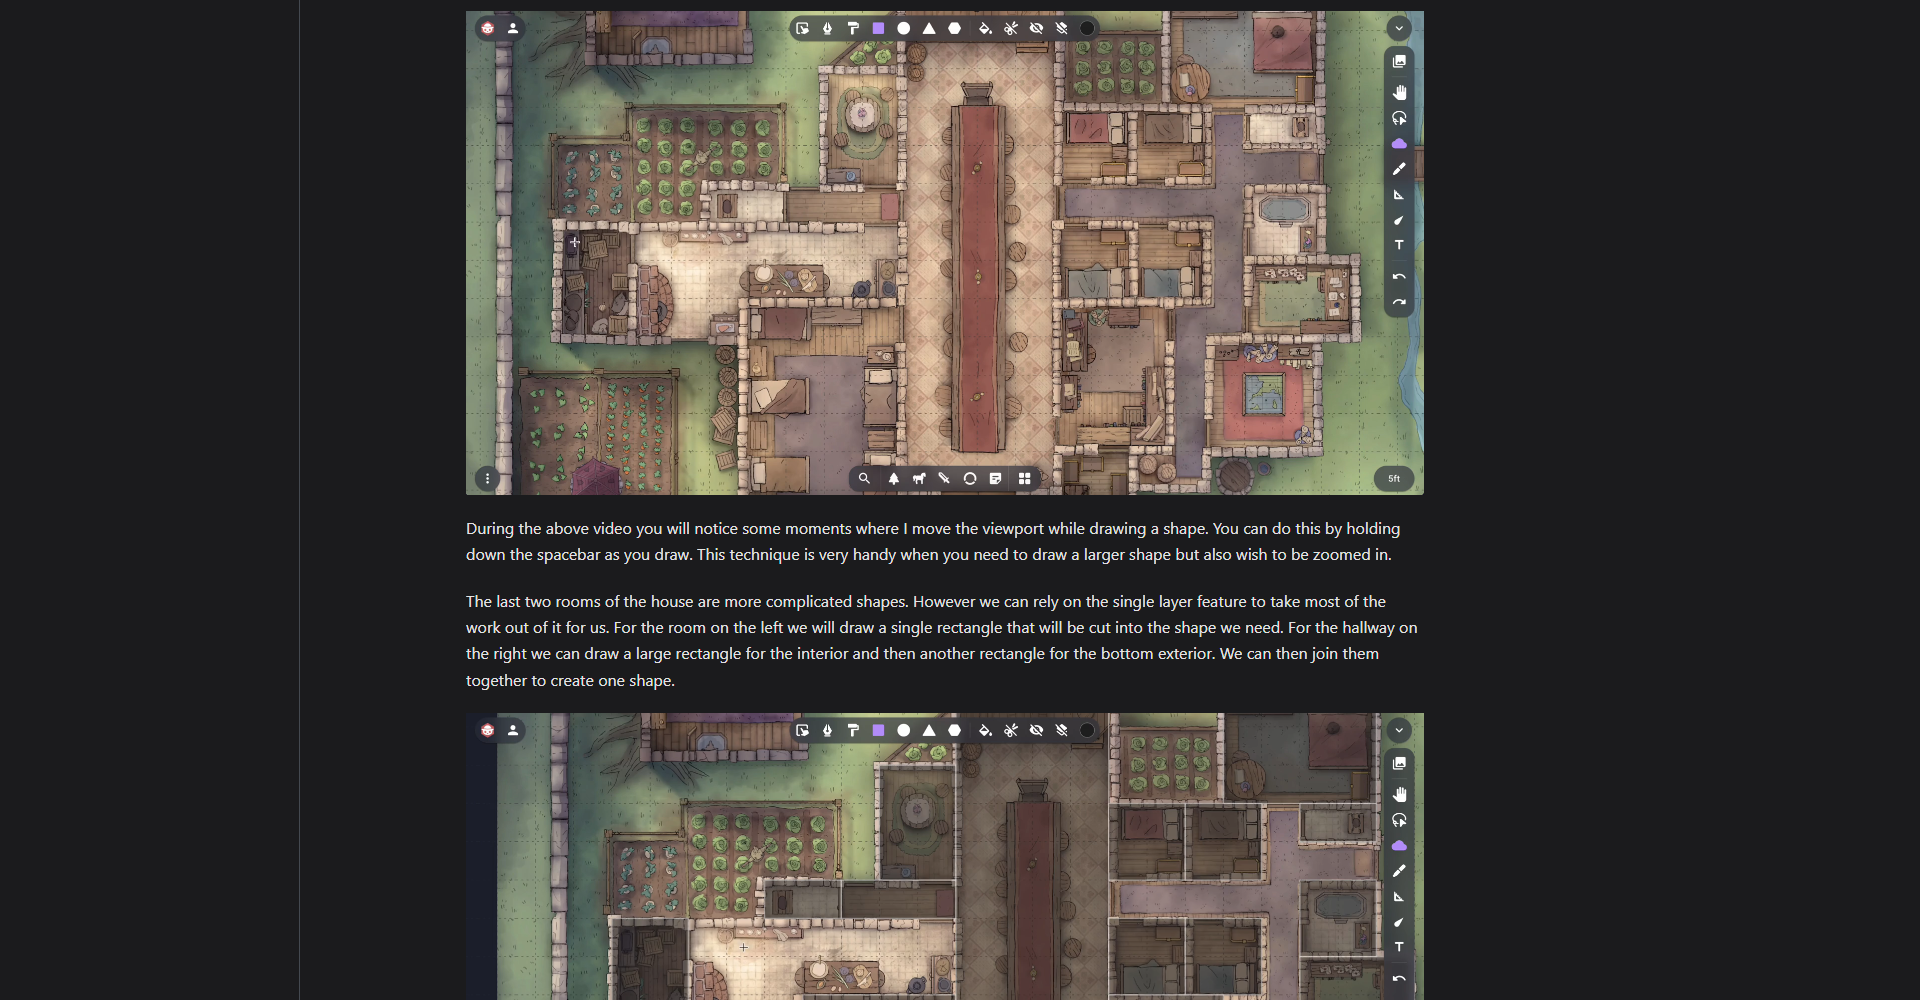 5ft
During the above video you will notice some moments where I move the viewport while drawing a shape. You can do this by holding
down the spacebar as you draw. This technique is very handy when you need to draw a larger shape but also wish to be zoomed in.
The last two rooms of the house are more complicated shapes. However we can rely on the single layer feature to take most of the
work out of it for us. For the room on the left we will draw a single rectangle that will be cut into the shape we need. For the hallway on
the right we can draw a large rectangle for the interior and then another rectangle for the bottom exterior. We can then join them
together to create one shape.